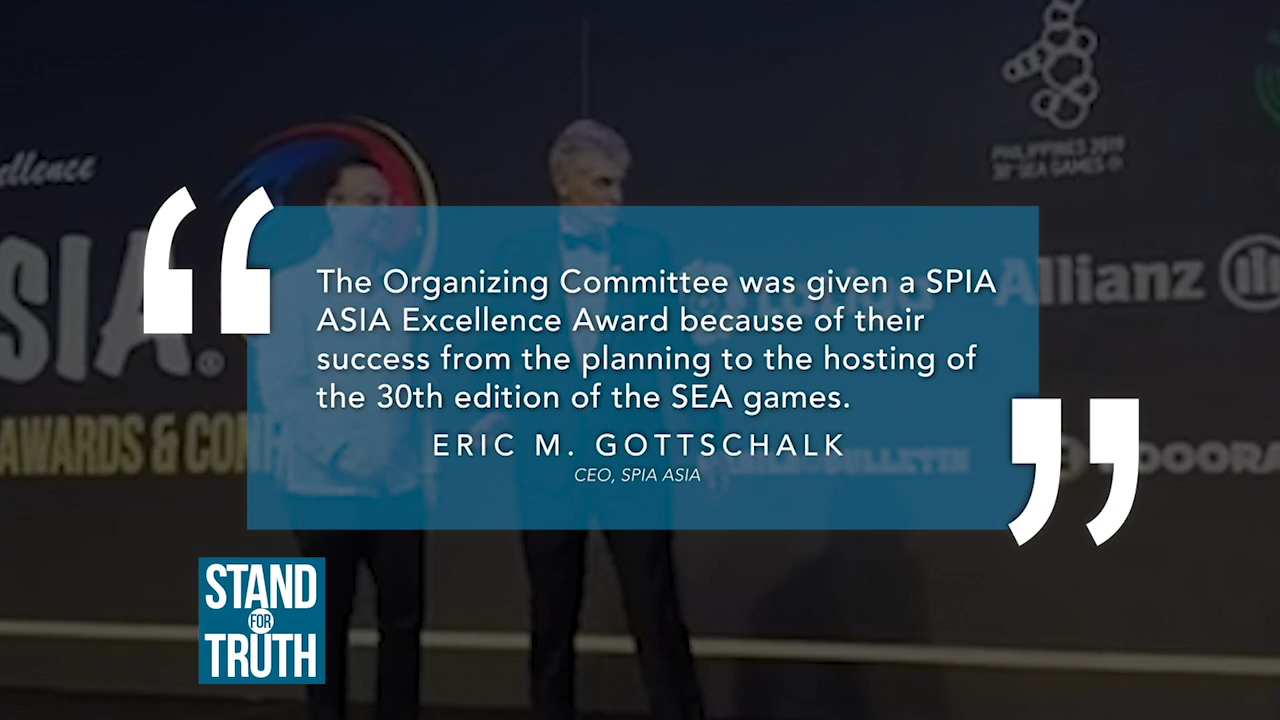 PHILIPPINES 2019
30TH SEA GAMES
Allianz
SIA.®
AWARDS & CON
BULLETIN
“
The Organizing Committee was given a SPIA
ASIA Excellence Award because of their
success from the planning to the hosting of
the 30th edition of the SEA games.
ERIC M. GOTTSCHALK
CEO, SPIA ASIA
”
STAND
FOR
TRUTH